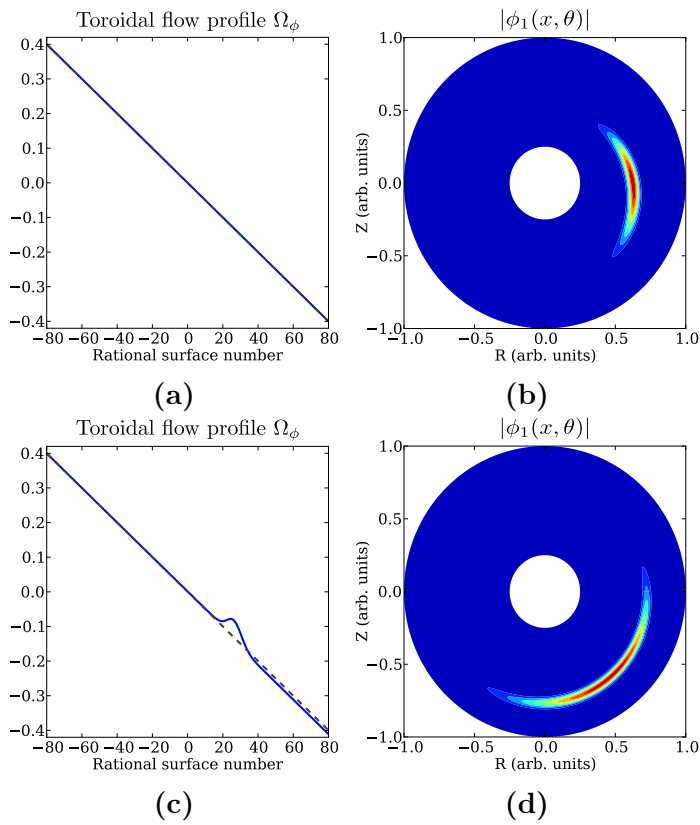 Toroidal flow profile Ω_ϕ
0.4
0.3
0.2
0.1
0.0
−0.1
−0.2
−0.3
−0.4
−80 −60 −40 −20 0 20 40 60 80
Rational surface number
(a)
|ϕ₁(x, θ)|
1.0
0.5
0.0
−0.5
−1.0
Z (arb. units)
−1.0 −0.5 0.0 0.5 1.0
R (arb. units)
(b)
Toroidal flow profile Ω_ϕ
0.4
0.3
0.2
0.1
0.0
−0.1
−0.2
−0.3
−0.4
−80 −60 −40 −20 0 20 40 60 80
Rational surface number
(c)
|ϕ₁(x, θ)|
1.0
0.5
0.0
−0.5
−1.0
Z (arb. units)
−1.0 −0.5 0.0 0.5 1.0
R (arb. units)
(d)